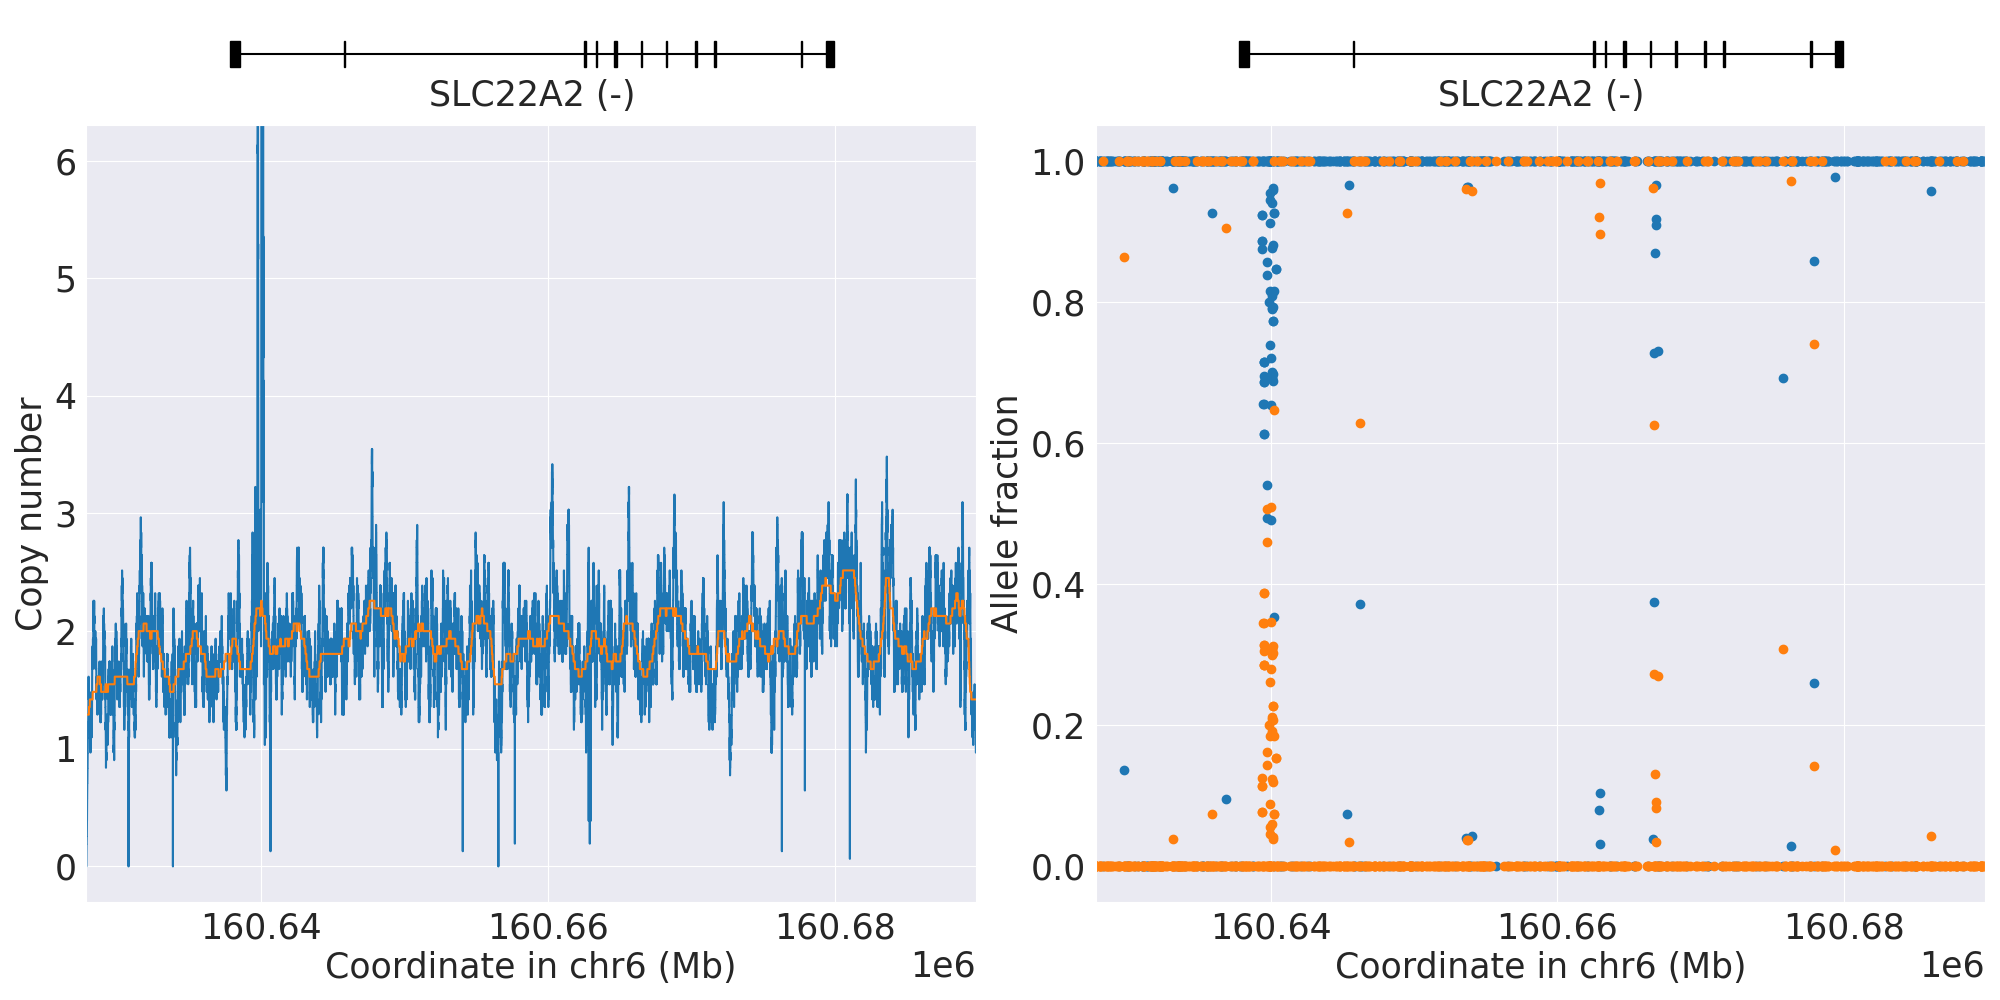 SLC22A2 (-)
Copy number
6
5
4
3
2
1
0
160.64 160.66 160.68
Coordinate in chr6 (Mb) 1e6
SLC22A2 (-)
Allele fraction
1.0
0.8
0.6
0.4
0.2
0.0
160.64 160.66 160.68
Coordinate in chr6 (Mb) 1e6